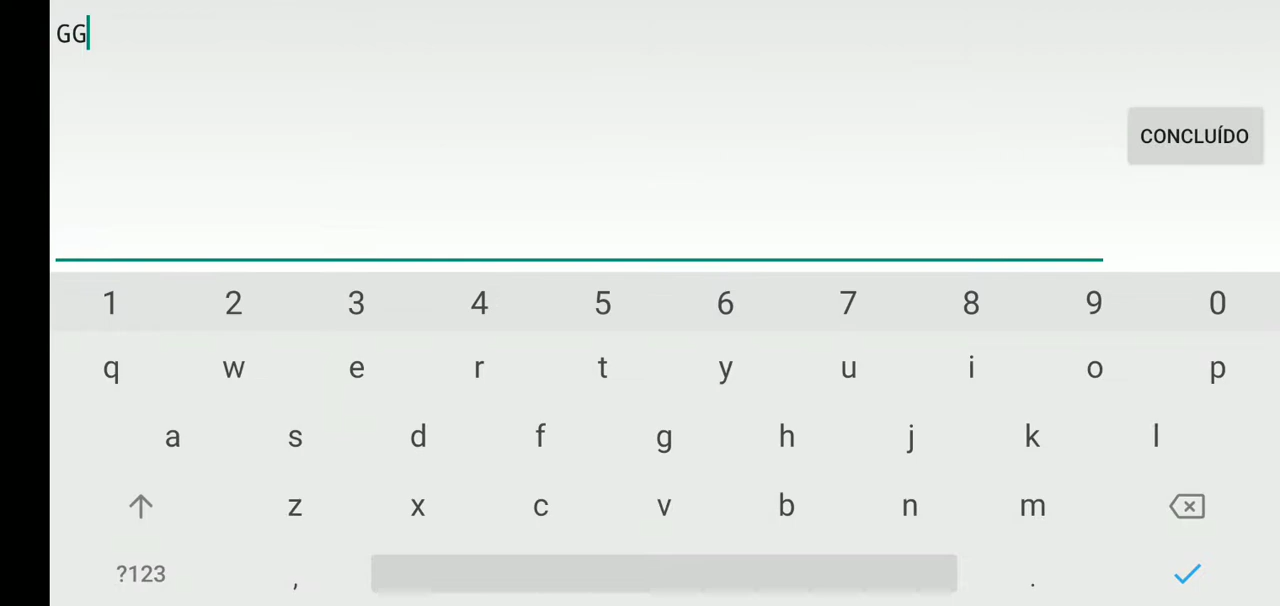 GG
CONCLUÍDO
1 2 3 4 5 6 7 8 9 0
q w e r t y u i o p
a s d f g h j k l
z x c v b n m
?123 , .